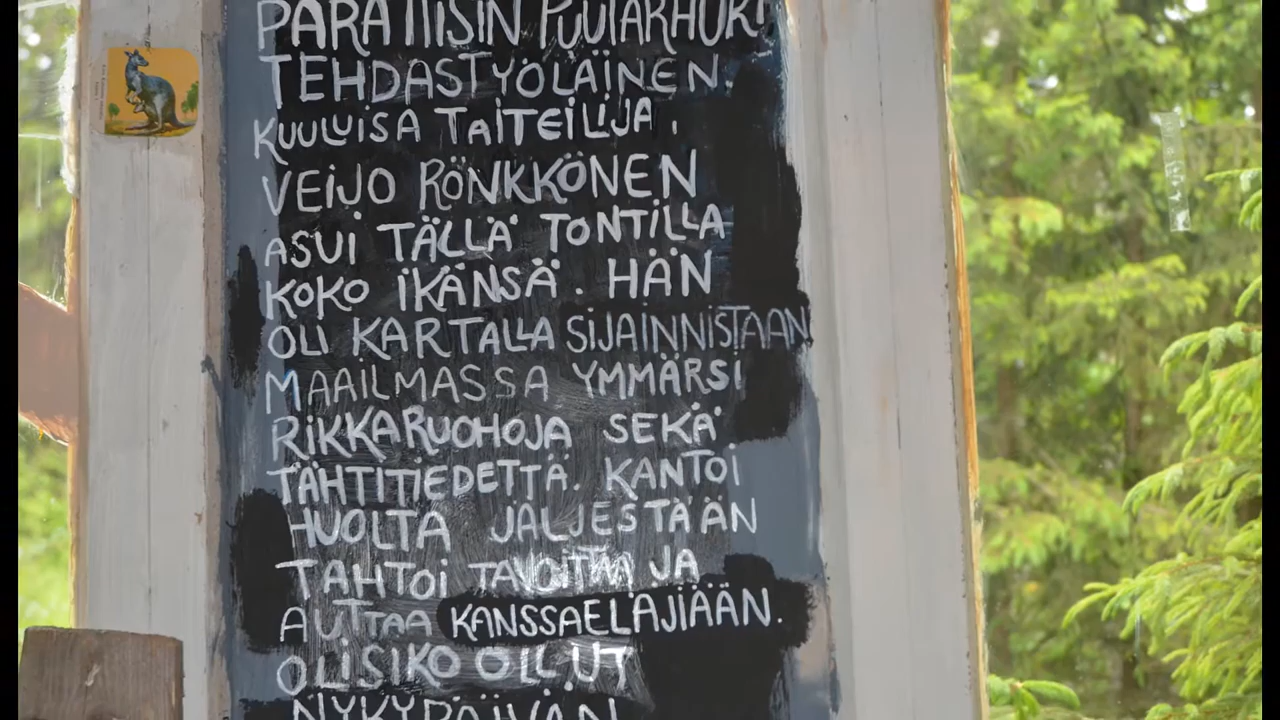 PARATIISIN PUUTARHURI
TEHDASTYÖLÄINEN.
KUULUISA TAITEILIJA,
VEIJO RÖNKKÖNEN
ASUI TÄLLÄ TONTILLA
KOKO IKÄNSÄ. HÄN
OLI KARTALLA SIJAINNISTAAN
MAAILMASSA YMMÄRSI
RIKKARUOHOJA SEKÄ
TÄHTITIEDETTÄ. KANTOI
HUOLTA JÄLJESTÄÄN
TAHTOI TAVOITTAA JA
AUTTAA KANSSAELÄJIÄÄN.
OLISIKO OLLUT
NYKYPÄIVÄN